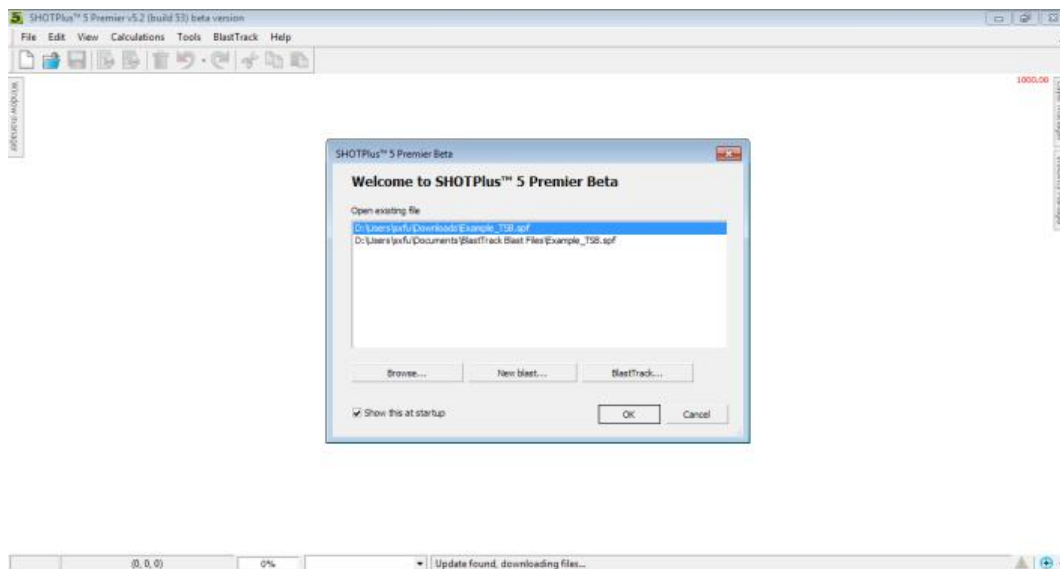 SHOTPlus™ 5 Premier v5.2 (build 53) beta version
File Edit View Calculations Tools BlastTrack Help
1000.00
Window manager
SHOTPlus™ 5 Premier Beta
Welcome to SHOTPlus™ 5 Premier Beta
Open existing file
D:\Users\pxfu\Downloads\Example_TSB.spf
D:\Users\pxfu\Documents\BlastTrack Blast Files\Example_TSB.spf
Browse... New blast... BlastTrack...
Show this at startup
OK Cancel
(0, 0, 0) 0% Update found, downloading files...